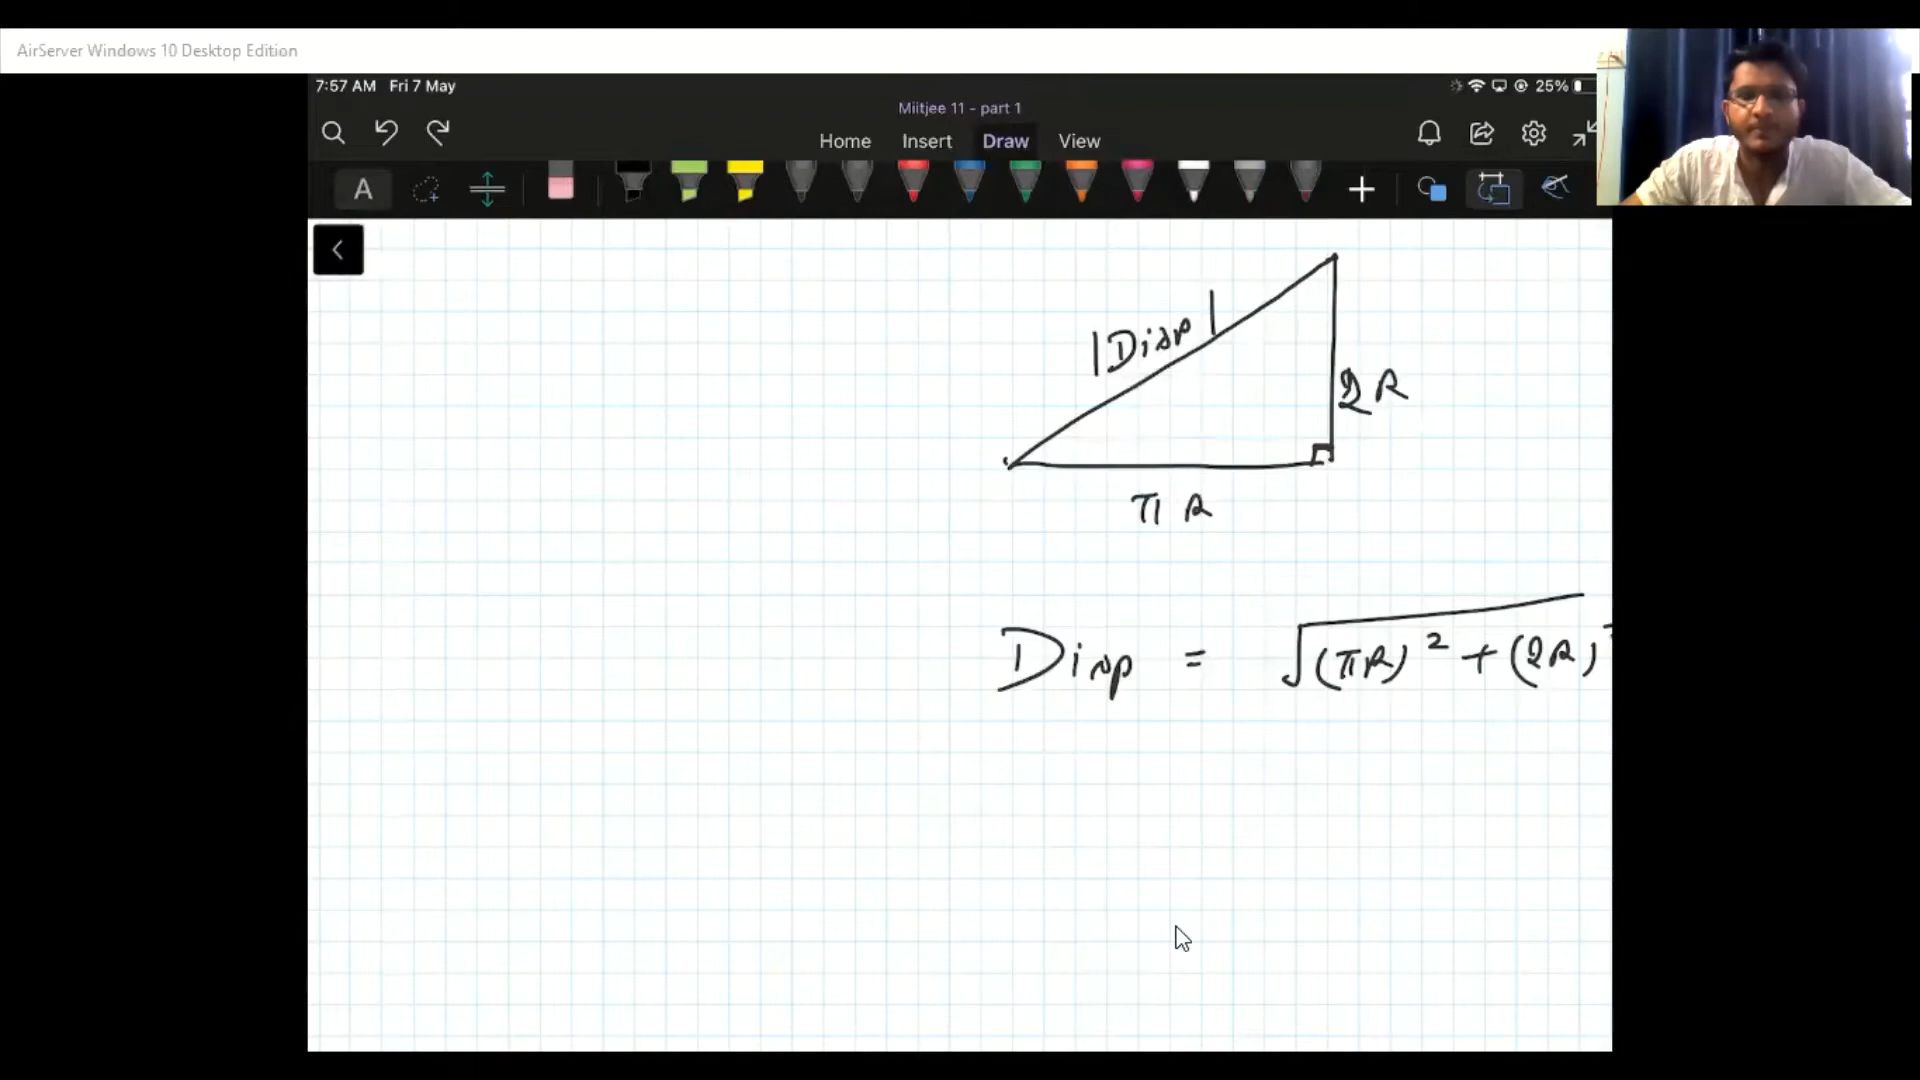 AirServer Windows 10 Desktop Edition
7:57 AM Fri 7 May
25%
Miitjee 11 - part 1
Home Insert Draw View
A
|Disp|
2R
πR
Disp = √(πR)² + (2R)²